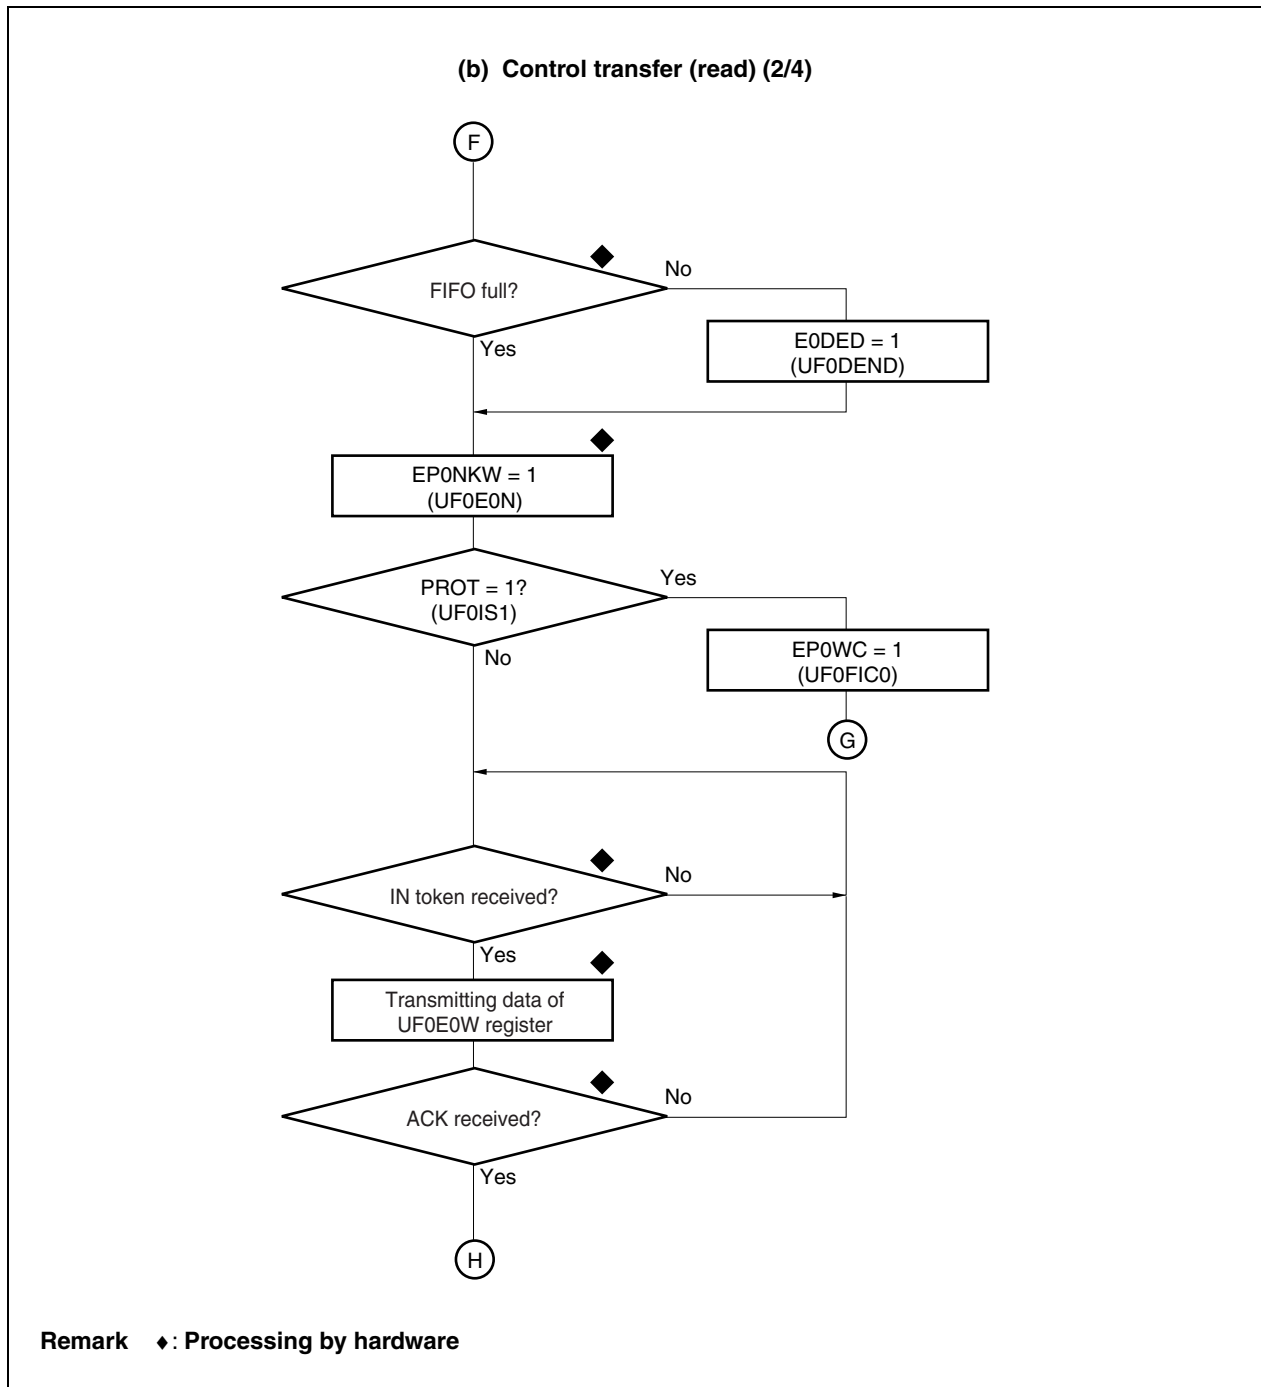 (b) Control transfer (read) (2/4)
F
FIFO full?
No
Yes
E0DED = 1
(UF0DEND)
EP0NKW = 1
(UF0E0N)
PROT = 1?
(UF0IS1)
Yes
No
EP0WC = 1
(UF0FIC0)
G
IN token received?
No
Yes
Transmitting data of
UF0E0W register
ACK received?
No
Yes
H
Remark ♦: Processing by hardware